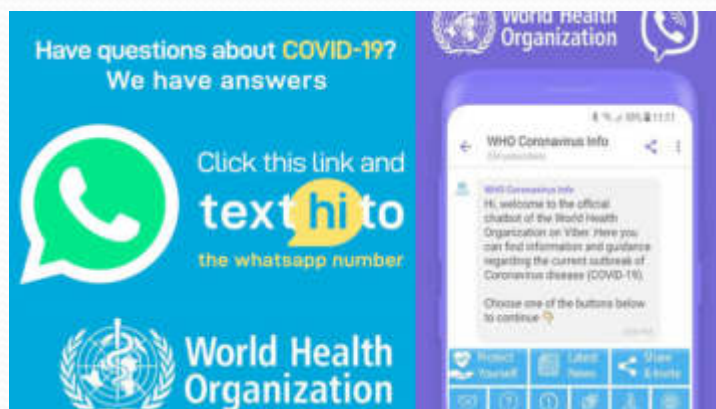 Have questions about COVID-19?
We have answers
Click this link and
text hi to
the whatsapp number
World Health
Organization
World Health
Organization
WHO Coronavirus Info
WHO Coronavirus Info
Hi, welcome to the official
chatbot of the World Health
Organization on Viber. Here you
can find information and guidance
regarding the current outbreak of
Coronavirus disease (COVID-19).
Choose one of the buttons below
to continue 👇
Protect
Yourself
Latest
News
Share
& Invite